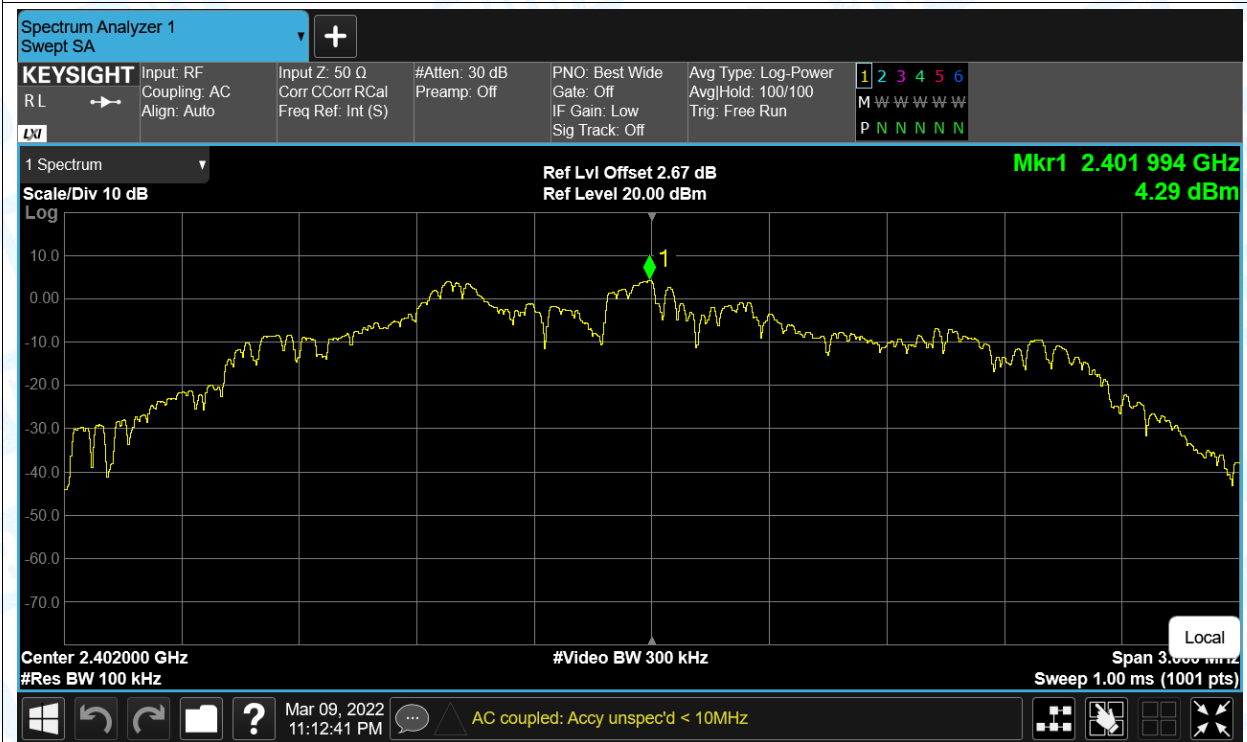 Spectrum Analyzer 1
Swept SA
KEYSIGHT
R L
LXI
Input: RF
Coupling: AC
Align: Auto
Input Z: 50 Ω
Corr CCorr RCal
Freq Ref: Int (S)
#Atten: 30 dB
Preamp: Off
PNO: Best Wide
Gate: Off
IF Gain: Low
Sig Track: Off
Avg Type: Log-Power
Avg|Hold: 100/100
Trig: Free Run
1 2 3 4 5 6
M W W W W W
P N N N N N
1 Spectrum
Scale/Div 10 dB
Log
Ref Lvl Offset 2.67 dB
Ref Level 20.00 dBm
Mkr1 2.401 994 GHz
4.29 dBm
1
10.0
0.00
-10.0
-20.0
-30.0
-40.0
-50.0
-60.0
-70.0
Local
Center 2.402000 GHz
#Res BW 100 kHz
#Video BW 300 kHz
Span 3.000 MHz
Sweep 1.00 ms (1001 pts)
?
Mar 09, 2022
11:12:41 PM
AC coupled: Accy unspec'd < 10MHz